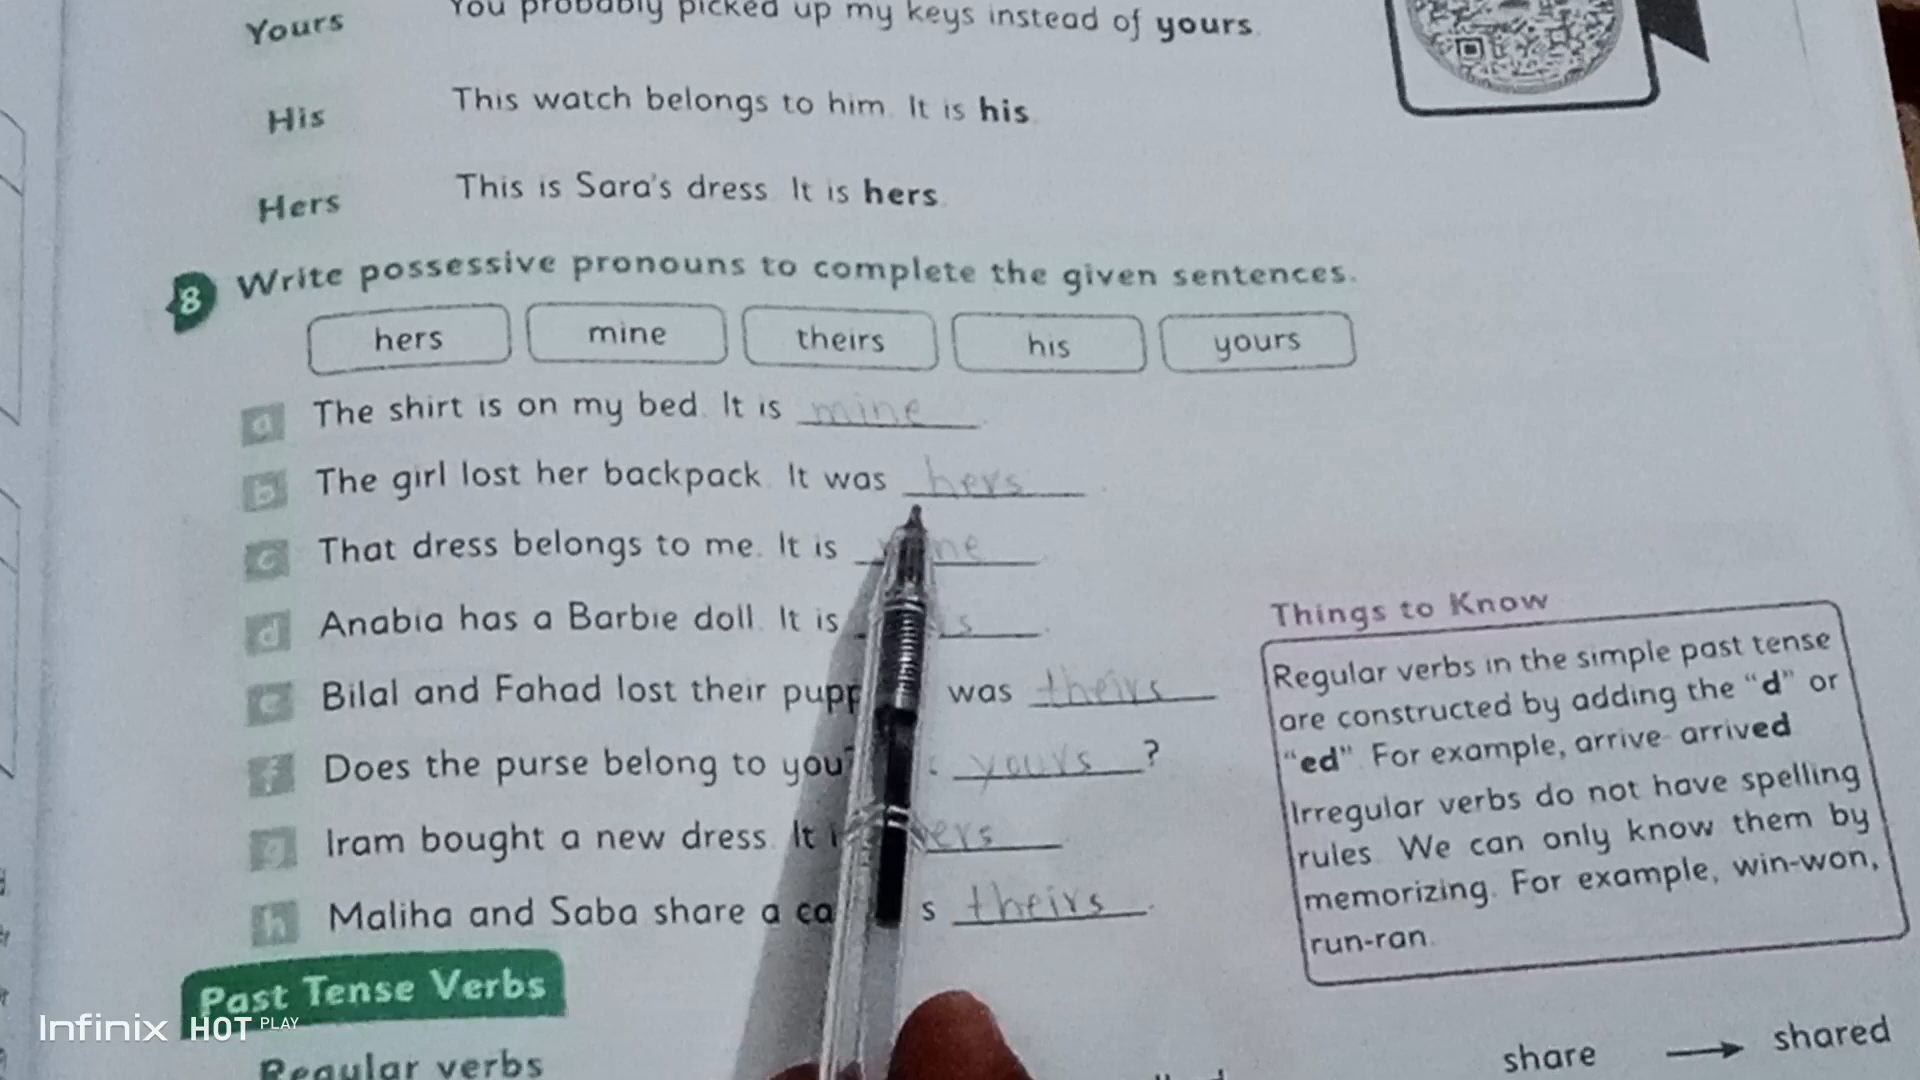 Yours You probably picked up my keys instead of yours.
His This watch belongs to him. It is his.
Hers This is Sara's dress. It is hers.
8 Write possessive pronouns to complete the given sentences.
hers mine theirs his yours
a The shirt is on my bed. It is mine.
b The girl lost her backpack. It was hers.
c That dress belongs to me. It is
d Anabia has a Barbie doll. It is
e Bilal and Fahad lost their was theirs
f Does the purse belong to you yours ?
g Iram bought a new dress. It
h Maliha and Saba share a theirs.
Things to Know
Regular verbs in the simple past tense
are constructed by adding the "d" or
"ed". For example, arrive- arrived
Irregular verbs do not have spelling
rules. We can only know them by
memorizing. For example, win-won,
run-ran.
Past Tense Verbs
Infinix HOT PLAY
Regular verbs
share → shared